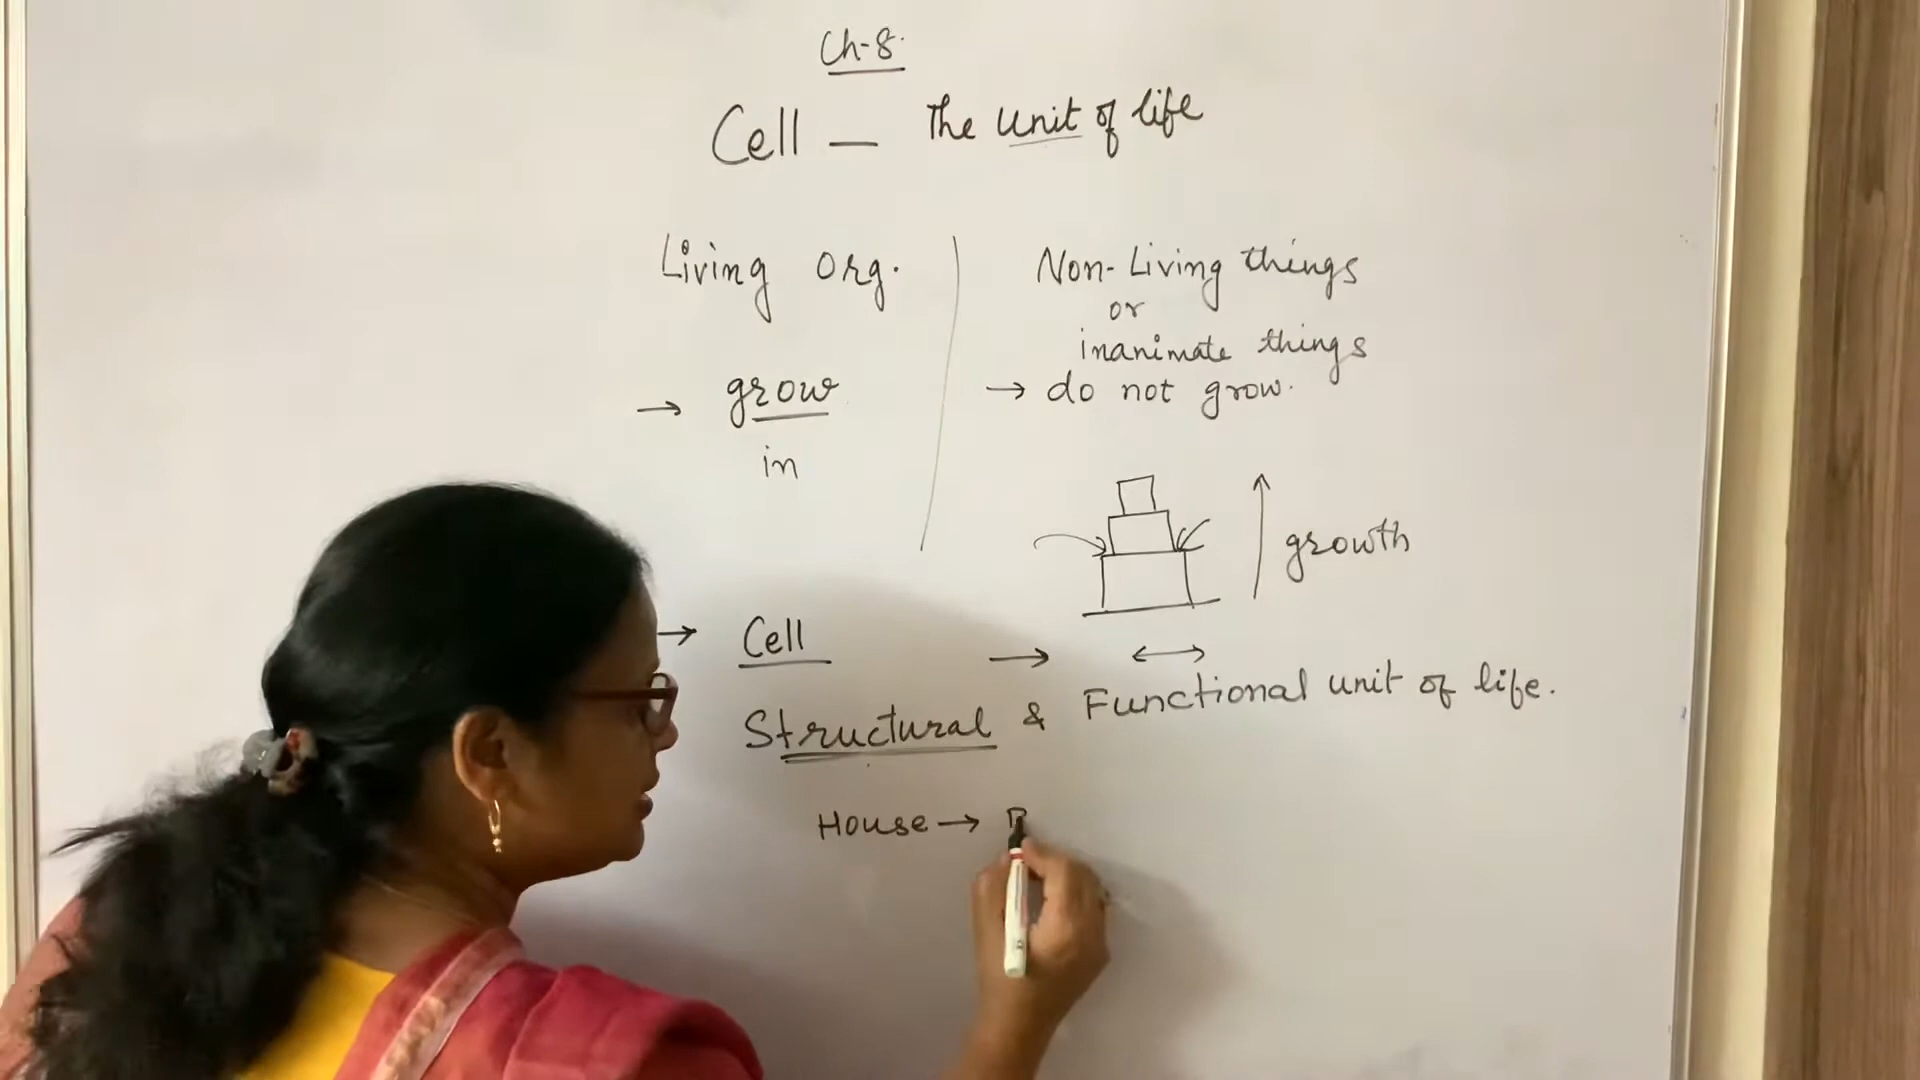 Ch-8.
Cell — The Unit of life
Living Org.
→ grow
in
Non-Living things
or
inanimate things
→ do not grow.
growth
→ Cell
→
Structural & Functional unit of life.
House →